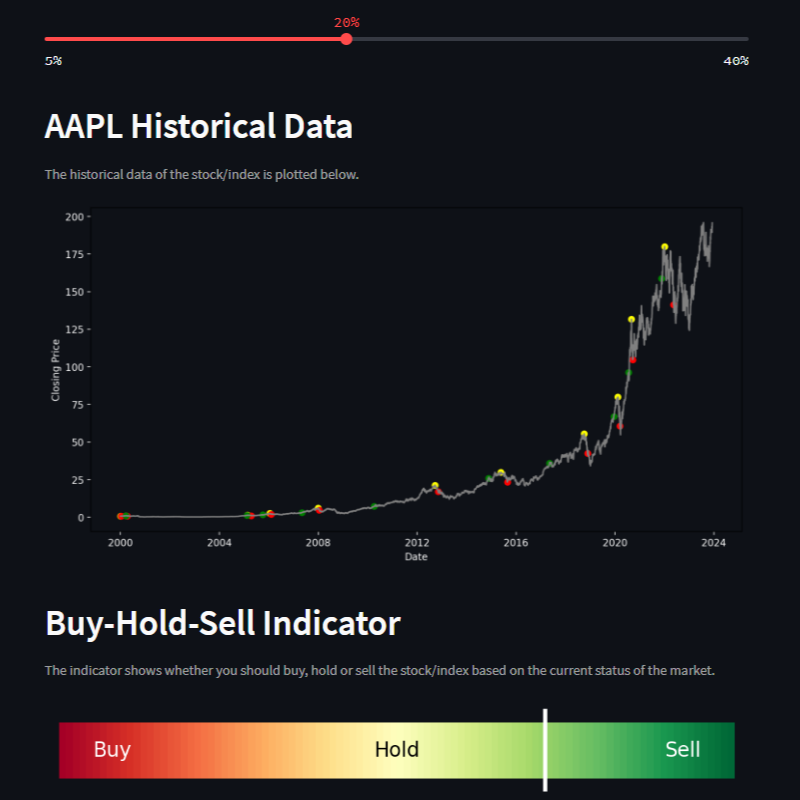 20%
5% 40%
AAPL Historical Data
The historical data of the stock/index is plotted below.
200
175
150
125
100
75
50
25
0
Closing Price
2000 2004 2008 2012 2016 2020 2024
Date
Buy-Hold-Sell Indicator
The indicator shows whether you should buy, hold or sell the stock/index based on the current status of the market.
Buy Hold Sell